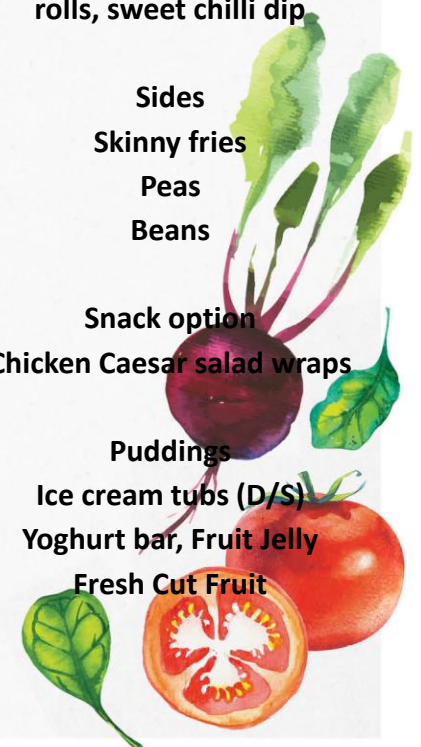 rolls, sweet chilli dip
Sides
Skinny fries
Peas
Beans
Snack option
Chicken Caesar salad wraps
Puddings
Ice cream tubs (D/S)
Yoghurt bar, Fruit Jelly
Fresh Cut Fruit